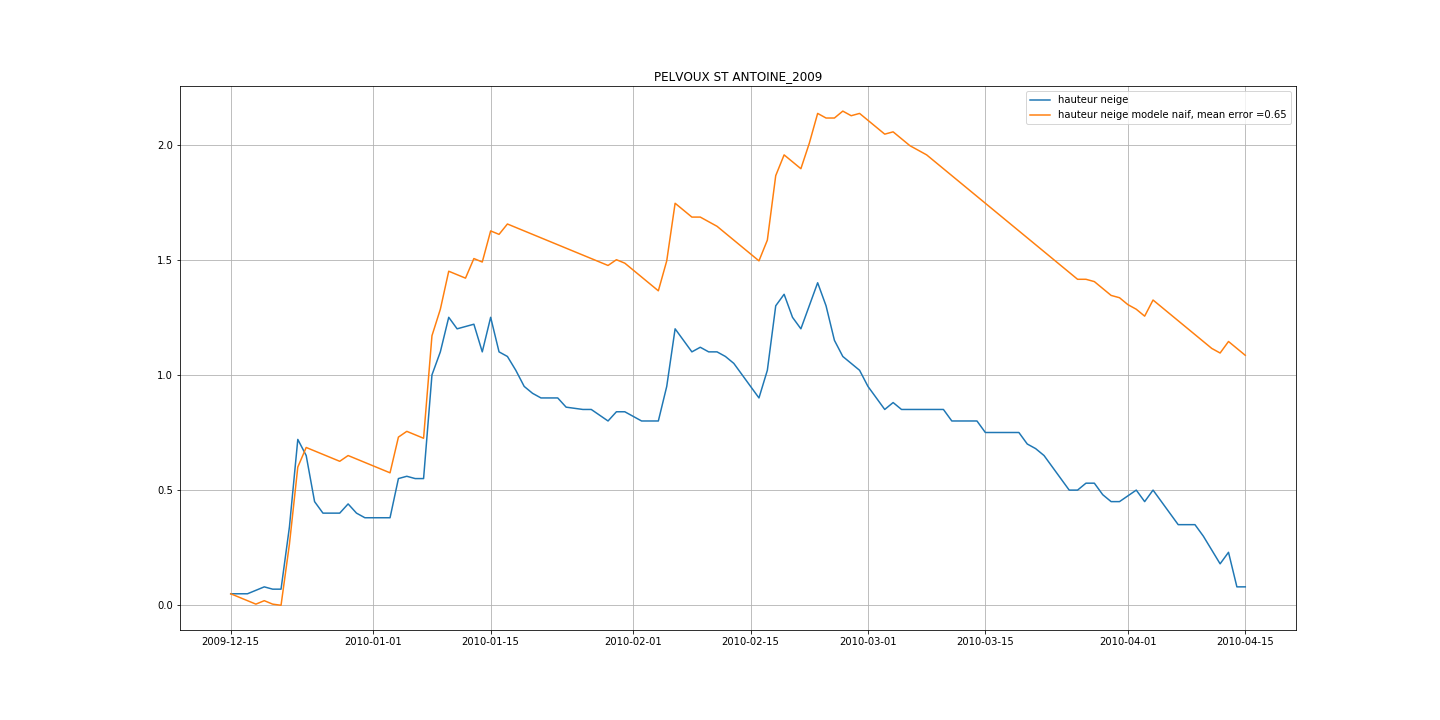 PELVOUX ST ANTOINE_2009
hauteur neige
hauteur neige modele naif, mean error =0.65
2.0
1.5
1.0
0.5
0.0
2009-12-15 2010-01-01 2010-01-15 2010-02-01 2010-02-15 2010-03-01 2010-03-15 2010-04-01 2010-04-15